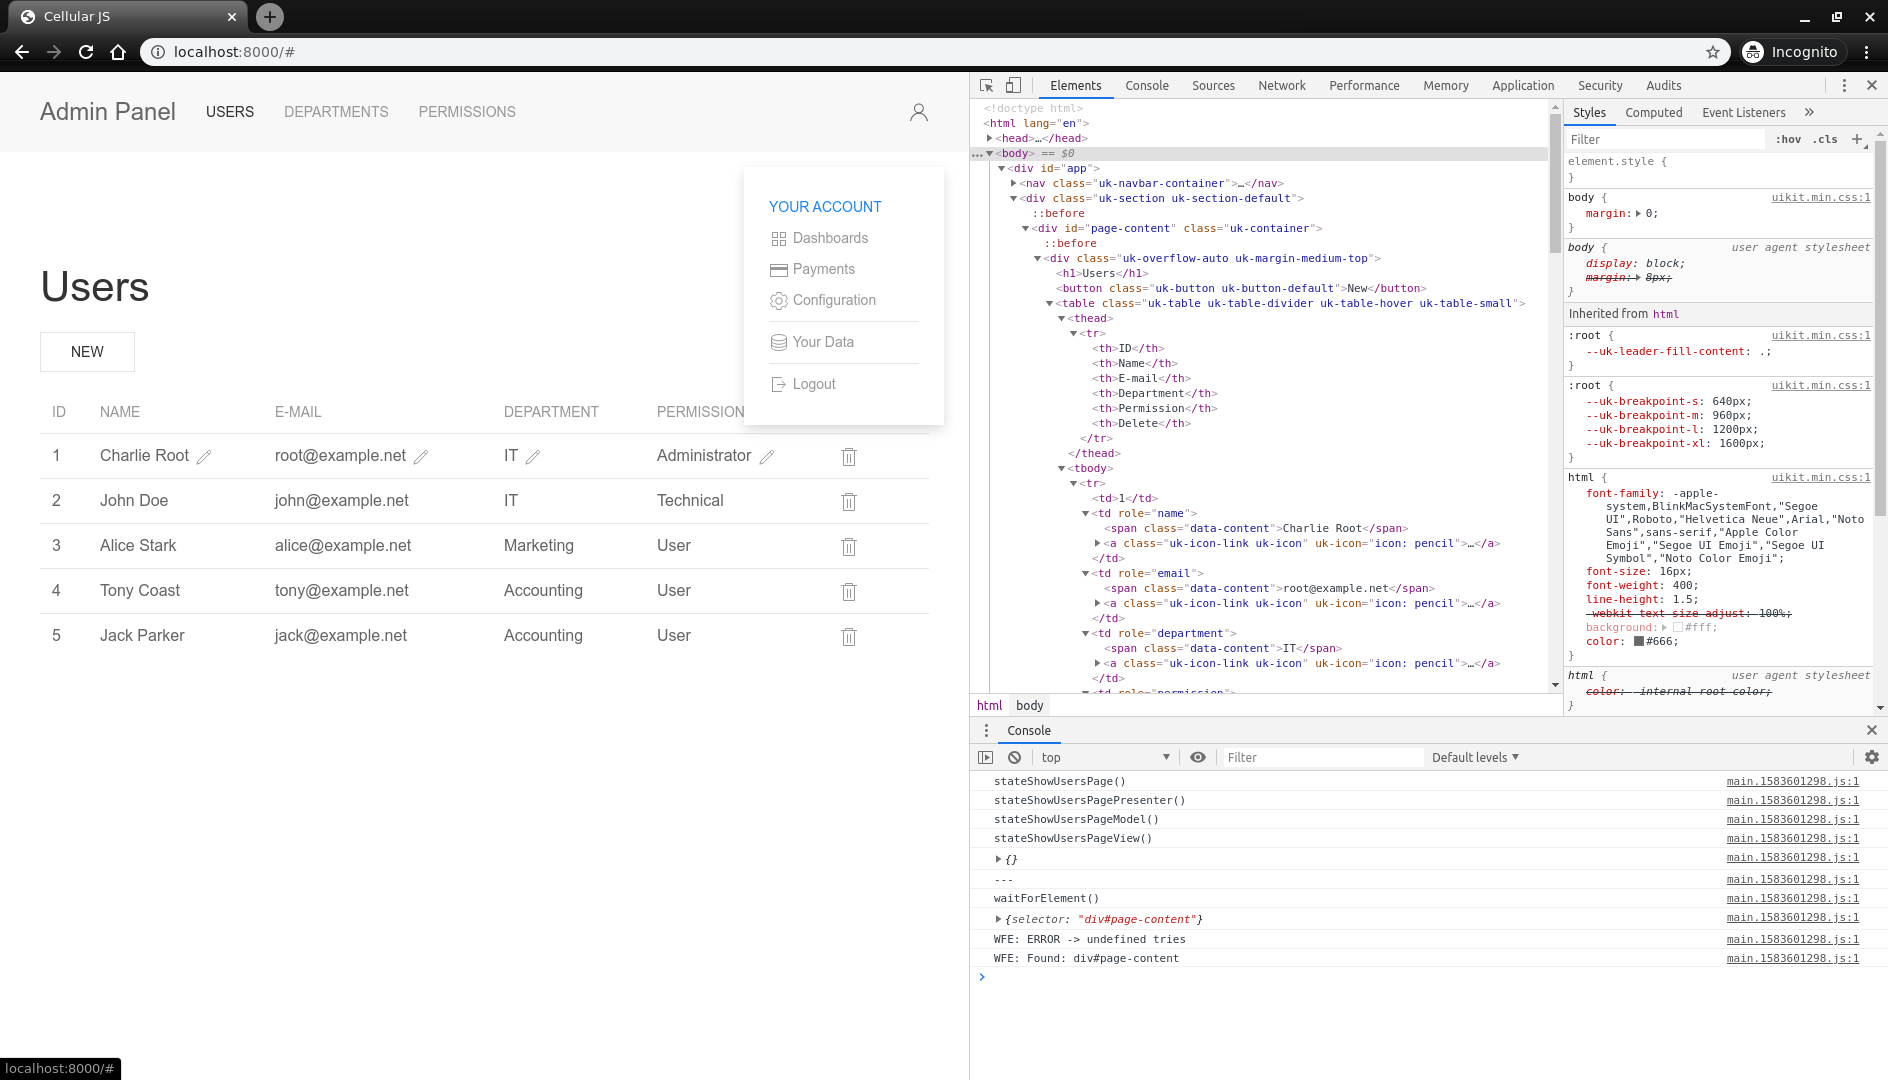 Cellular JS
localhost:8000/#
Incognito
Admin Panel USERS DEPARTMENTS PERMISSIONS
YOUR ACCOUNT
Dashboards
Payments
Configuration
Your Data
Logout
Users
NEW
ID NAME E-MAIL DEPARTMENT PERMISSION
1 Charlie Root root@example.net IT Administrator
2 John Doe john@example.net IT Technical
3 Alice Stark alice@example.net Marketing User
4 Tony Coast tony@example.net Accounting User
5 Jack Parker jack@example.net Accounting User
localhost:8000/#
Elements Console Sources Network Performance Memory Application Security Audits
<!doctype html>
<html lang="en">
<head>…</head>
…<body> == $0
<div id="app">
<nav class="uk-navbar-container">…</nav>
<div class="uk-section uk-section-default">
::before
<div id="page-content" class="uk-container">
::before
<div class="uk-overflow-auto uk-margin-medium-top">
<h1>Users</h1>
<button class="uk-button uk-button-default">New</button>
<table class="uk-table uk-table-divider uk-table-hover uk-table-small">
<thead>
<tr>
<th>ID</th>
<th>Name</th>
<th>E-mail</th>
<th>Department</th>
<th>Permission</th>
<th>Delete</th>
</tr>
</thead>
<tbody>
<tr>
<td>1</td>
<td role="name">
<span class="data-content">Charlie Root</span>
<a class="uk-icon-link uk-icon" uk-icon="icon: pencil">…</a>
</td>
<td role="email">
<span class="data-content">root@example.net</span>
<a class="uk-icon-link uk-icon" uk-icon="icon: pencil">…</a>
</td>
<td role="department">
<span class="data-content">IT</span>
<a class="uk-icon-link uk-icon" uk-icon="icon: pencil">…</a>
</td>
<td role="permission">
html body
Styles Computed Event Listeners »
Filter :hov .cls +
element.style {
}
body { uikit.min.css:1
margin: 0;
}
body { user agent stylesheet
display: block;
margin: 8px;
}
Inherited from html
:root { uikit.min.css:1
--uk-leader-fill-content: .;
}
:root { uikit.min.css:1
--uk-breakpoint-s: 640px;
--uk-breakpoint-m: 960px;
--uk-breakpoint-l: 1200px;
--uk-breakpoint-xl: 1600px;
}
html { uikit.min.css:1
font-family: -apple-
system,BlinkMacSystemFont,"Segoe
UI",Roboto,"Helvetica Neue",Arial,"Noto
Sans",sans-serif,"Apple Color
Emoji","Segoe UI Emoji","Segoe UI
Symbol","Noto Color Emoji";
font-size: 16px;
font-weight: 400;
line-height: 1.5;
-webkit-text-size-adjust: 100%;
background: #fff;
color: #666;
}
html { user agent stylesheet
color: -internal-root-color;
}
Console
top Filter Default levels
stateShowUsersPage() main.1583601298.js:1
stateShowUsersPagePresenter() main.1583601298.js:1
stateShowUsersPageModel() main.1583601298.js:1
stateShowUsersPageView() main.1583601298.js:1
{} main.1583601298.js:1
--- main.1583601298.js:1
waitForElement() main.1583601298.js:1
{selector: "div#page-content"} main.1583601298.js:1
WFE: ERROR -> undefined tries main.1583601298.js:1
WFE: Found: div#page-content main.1583601298.js:1
>